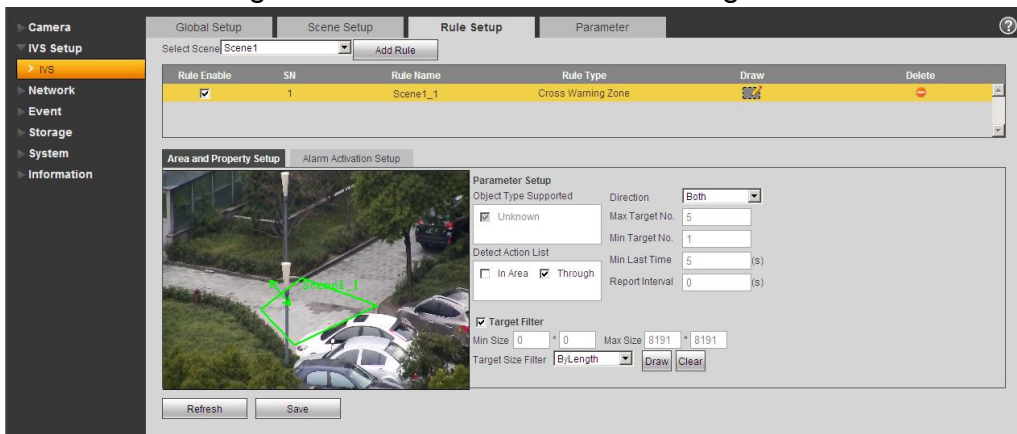 Camera
IVS Setup
> IVS
Network
Event
Storage
System
Information
Global Setup Scene Setup Rule Setup Parameter
?
Select Scene Scene1 Add Rule
Rule Enable SN Rule Name Rule Type Draw Delete
1 Scene1_1 Cross Warning Zone
Area and Property Setup Alarm Activation Setup
Scene1_1
Parameter Setup
Object Type Supported
Unknown
Detect Action List
In Area Through
Direction Both
Max Target No. 5
Min Target No. 1
Min Last Time 5 (s)
Report Interval 0 (s)
Target Filter
Min Size 0 * 0 Max Size 8191 * 8191
Target Size Filter ByLength Draw Clear
Refresh Save